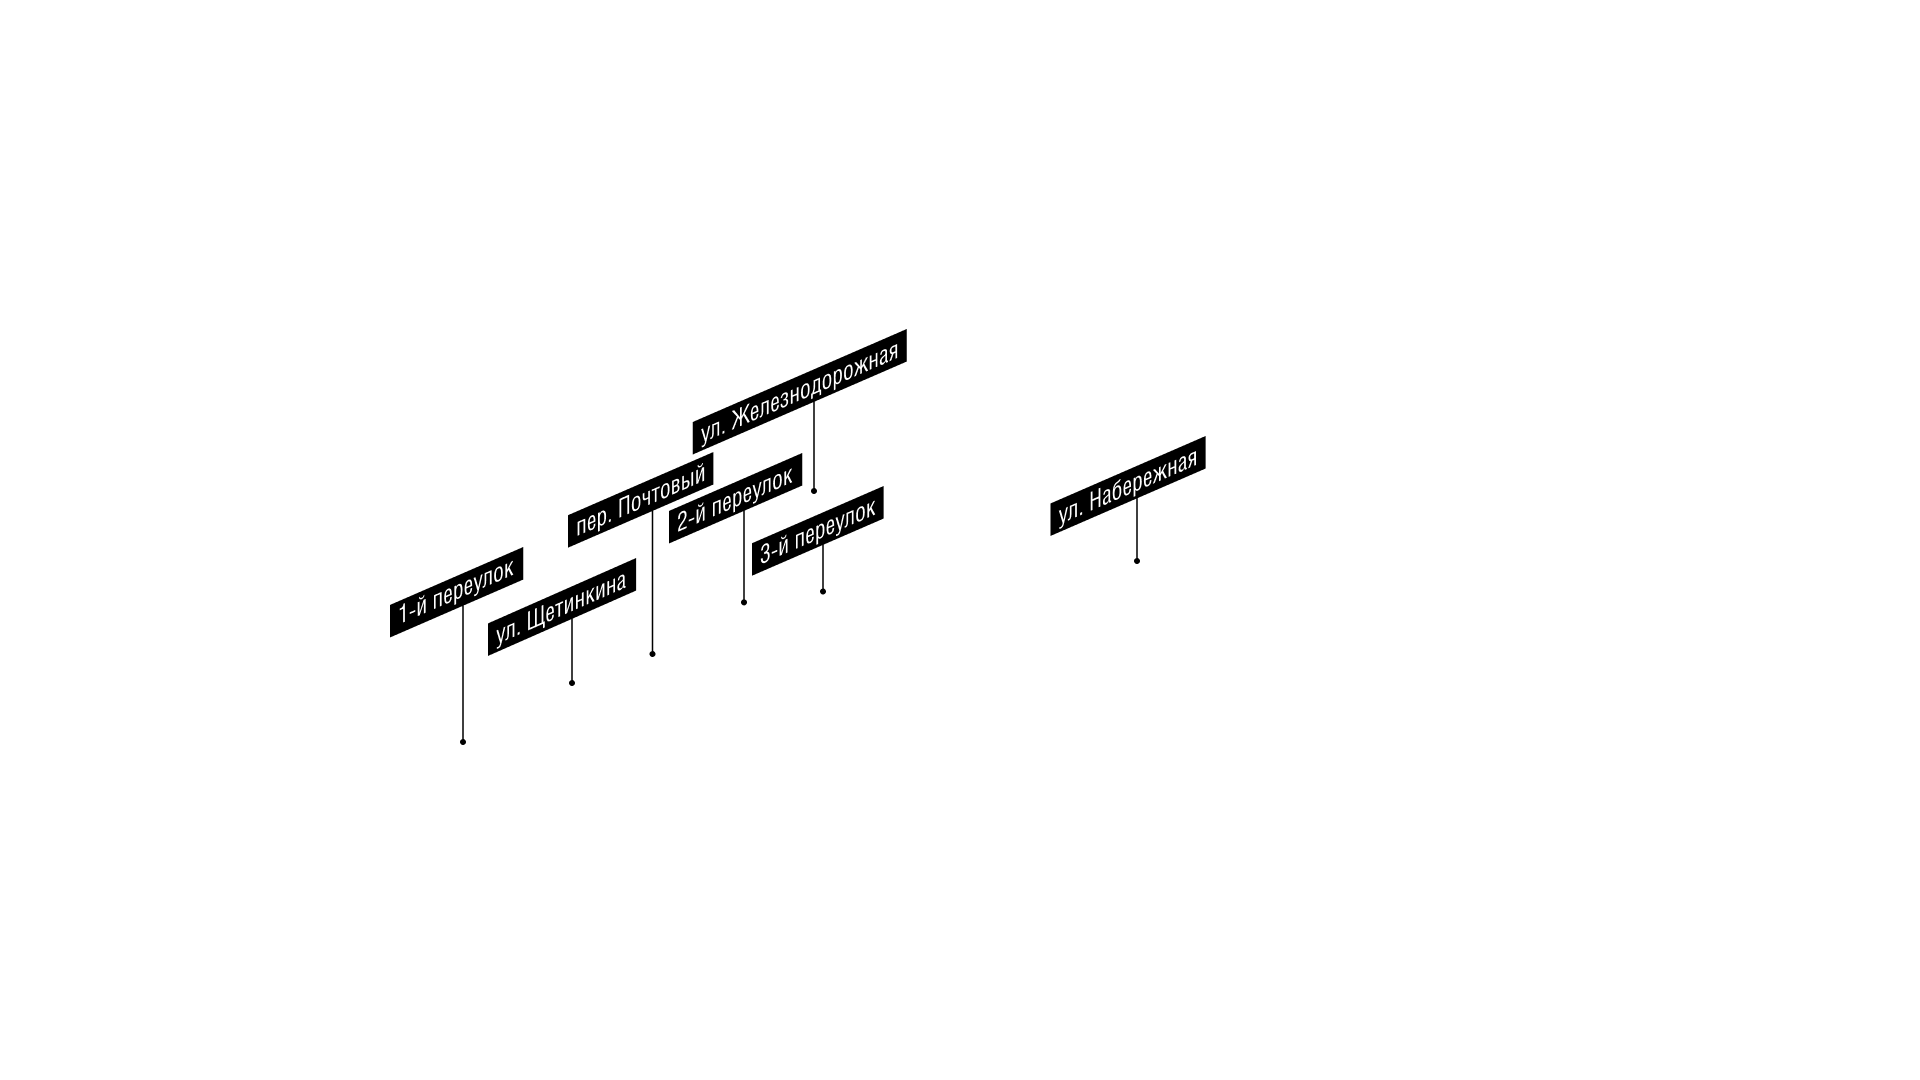 ул. Железнодорожная
пер. Почтовый
2-й переулок
3-й переулок
ул. Набережная
1-й переулок
ул. Щетинкина